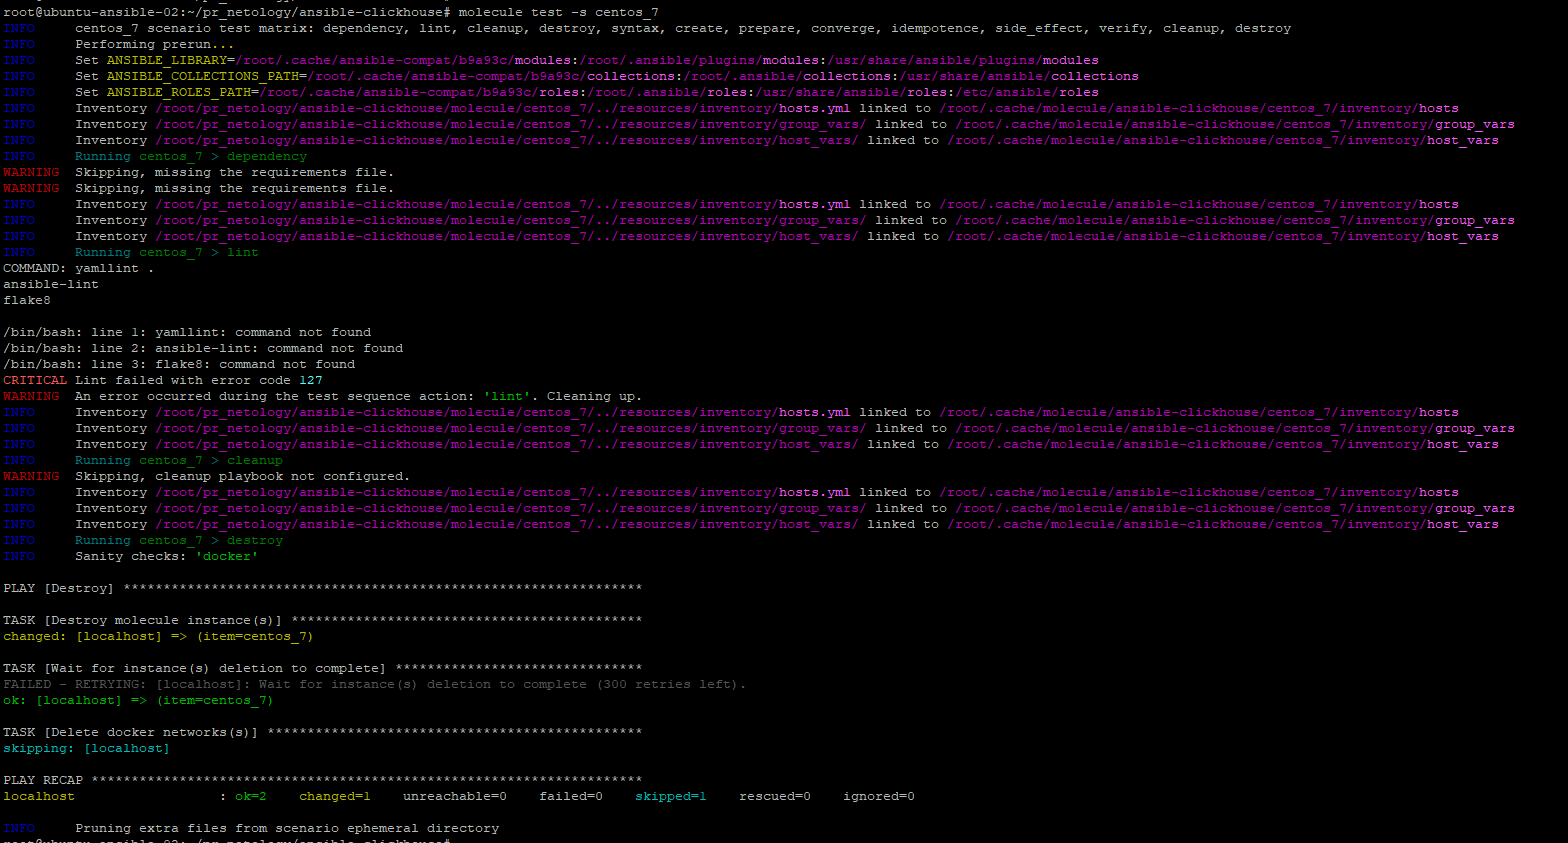 root@ubuntu-ansible-02:~/pr_netology/ansible-clickhouse# molecule test -s centos_7
INFO     centos_7 scenario test matrix: dependency, lint, cleanup, destroy, syntax, create, prepare, converge, idempotence, side_effect, verify, cleanup, destroy
INFO     Performing prerun...
INFO     Set ANSIBLE_LIBRARY=/root/.cache/ansible-compat/b9a93c/modules:/root/.ansible/plugins/modules:/usr/share/ansible/plugins/modules
INFO     Set ANSIBLE_COLLECTIONS_PATH=/root/.cache/ansible-compat/b9a93c/collections:/root/.ansible/collections:/usr/share/ansible/collections
INFO     Set ANSIBLE_ROLES_PATH=/root/.cache/ansible-compat/b9a93c/roles:/root/.ansible/roles:/usr/share/ansible/roles:/etc/ansible/roles
INFO     Inventory /root/pr_netology/ansible-clickhouse/molecule/centos_7/../resources/inventory/hosts.yml linked to /root/.cache/molecule/ansible-clickhouse/centos_7/inventory/hosts
INFO     Inventory /root/pr_netology/ansible-clickhouse/molecule/centos_7/../resources/inventory/group_vars/ linked to /root/.cache/molecule/ansible-clickhouse/centos_7/inventory/group_vars
INFO     Inventory /root/pr_netology/ansible-clickhouse/molecule/centos_7/../resources/inventory/host_vars/ linked to /root/.cache/molecule/ansible-clickhouse/centos_7/inventory/host_vars
INFO     Running centos_7 > dependency
WARNING  Skipping, missing the requirements file.
WARNING  Skipping, missing the requirements file.
INFO     Inventory /root/pr_netology/ansible-clickhouse/molecule/centos_7/../resources/inventory/hosts.yml linked to /root/.cache/molecule/ansible-clickhouse/centos_7/inventory/hosts
INFO     Inventory /root/pr_netology/ansible-clickhouse/molecule/centos_7/../resources/inventory/group_vars/ linked to /root/.cache/molecule/ansible-clickhouse/centos_7/inventory/group_vars
INFO     Inventory /root/pr_netology/ansible-clickhouse/molecule/centos_7/../resources/inventory/host_vars/ linked to /root/.cache/molecule/ansible-clickhouse/centos_7/inventory/host_vars
INFO     Running centos_7 > lint
COMMAND: yamllint .
ansible-lint
flake8
/bin/bash: line 1: yamllint: command not found
/bin/bash: line 2: ansible-lint: command not found
/bin/bash: line 3: flake8: command not found
CRITICAL Lint failed with error code 127
WARNING  An error occurred during the test sequence action: 'lint'. Cleaning up.
INFO     Inventory /root/pr_netology/ansible-clickhouse/molecule/centos_7/../resources/inventory/hosts.yml linked to /root/.cache/molecule/ansible-clickhouse/centos_7/inventory/hosts
INFO     Inventory /root/pr_netology/ansible-clickhouse/molecule/centos_7/../resources/inventory/group_vars/ linked to /root/.cache/molecule/ansible-clickhouse/centos_7/inventory/group_vars
INFO     Inventory /root/pr_netology/ansible-clickhouse/molecule/centos_7/../resources/inventory/host_vars/ linked to /root/.cache/molecule/ansible-clickhouse/centos_7/inventory/host_vars
INFO     Running centos_7 > cleanup
WARNING  Skipping, cleanup playbook not configured.
INFO     Inventory /root/pr_netology/ansible-clickhouse/molecule/centos_7/../resources/inventory/hosts.yml linked to /root/.cache/molecule/ansible-clickhouse/centos_7/inventory/hosts
INFO     Inventory /root/pr_netology/ansible-clickhouse/molecule/centos_7/../resources/inventory/group_vars/ linked to /root/.cache/molecule/ansible-clickhouse/centos_7/inventory/group_vars
INFO     Inventory /root/pr_netology/ansible-clickhouse/molecule/centos_7/../resources/inventory/host_vars/ linked to /root/.cache/molecule/ansible-clickhouse/centos_7/inventory/host_vars
INFO     Running centos_7 > destroy
INFO     Sanity checks: 'docker'
PLAY [Destroy] *****************************************************************
TASK [Destroy molecule instance(s)] ********************************************
changed: [localhost] => (item=centos_7)
TASK [Wait for instance(s) deletion to complete] *******************************
FAILED - RETRYING: [localhost]: Wait for instance(s) deletion to complete (300 retries left).
ok: [localhost] => (item=centos_7)
TASK [Delete docker networks(s)] ***********************************************
skipping: [localhost]
PLAY RECAP *********************************************************************
localhost                  : ok=2    changed=1    unreachable=0    failed=0    skipped=1    rescued=0    ignored=0
INFO     Pruning extra files from scenario ephemeral directory